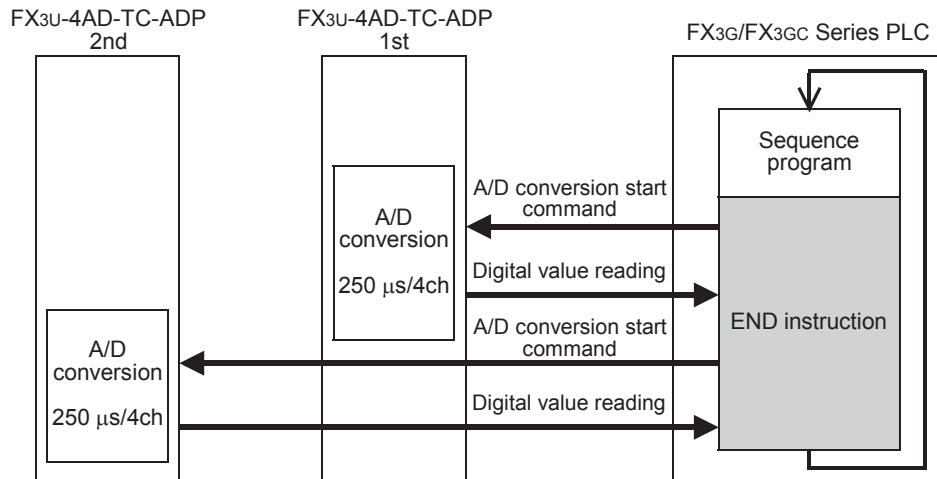 FX3U-4AD-TC-ADP
2nd
FX3U-4AD-TC-ADP
1st
FX3G/FX3GC Series PLC
Sequence
program
A/D conversion start
command
A/D
conversion
250 μs/4ch
Digital value reading
END instruction
A/D conversion start
command
A/D
conversion
250 μs/4ch
Digital value reading